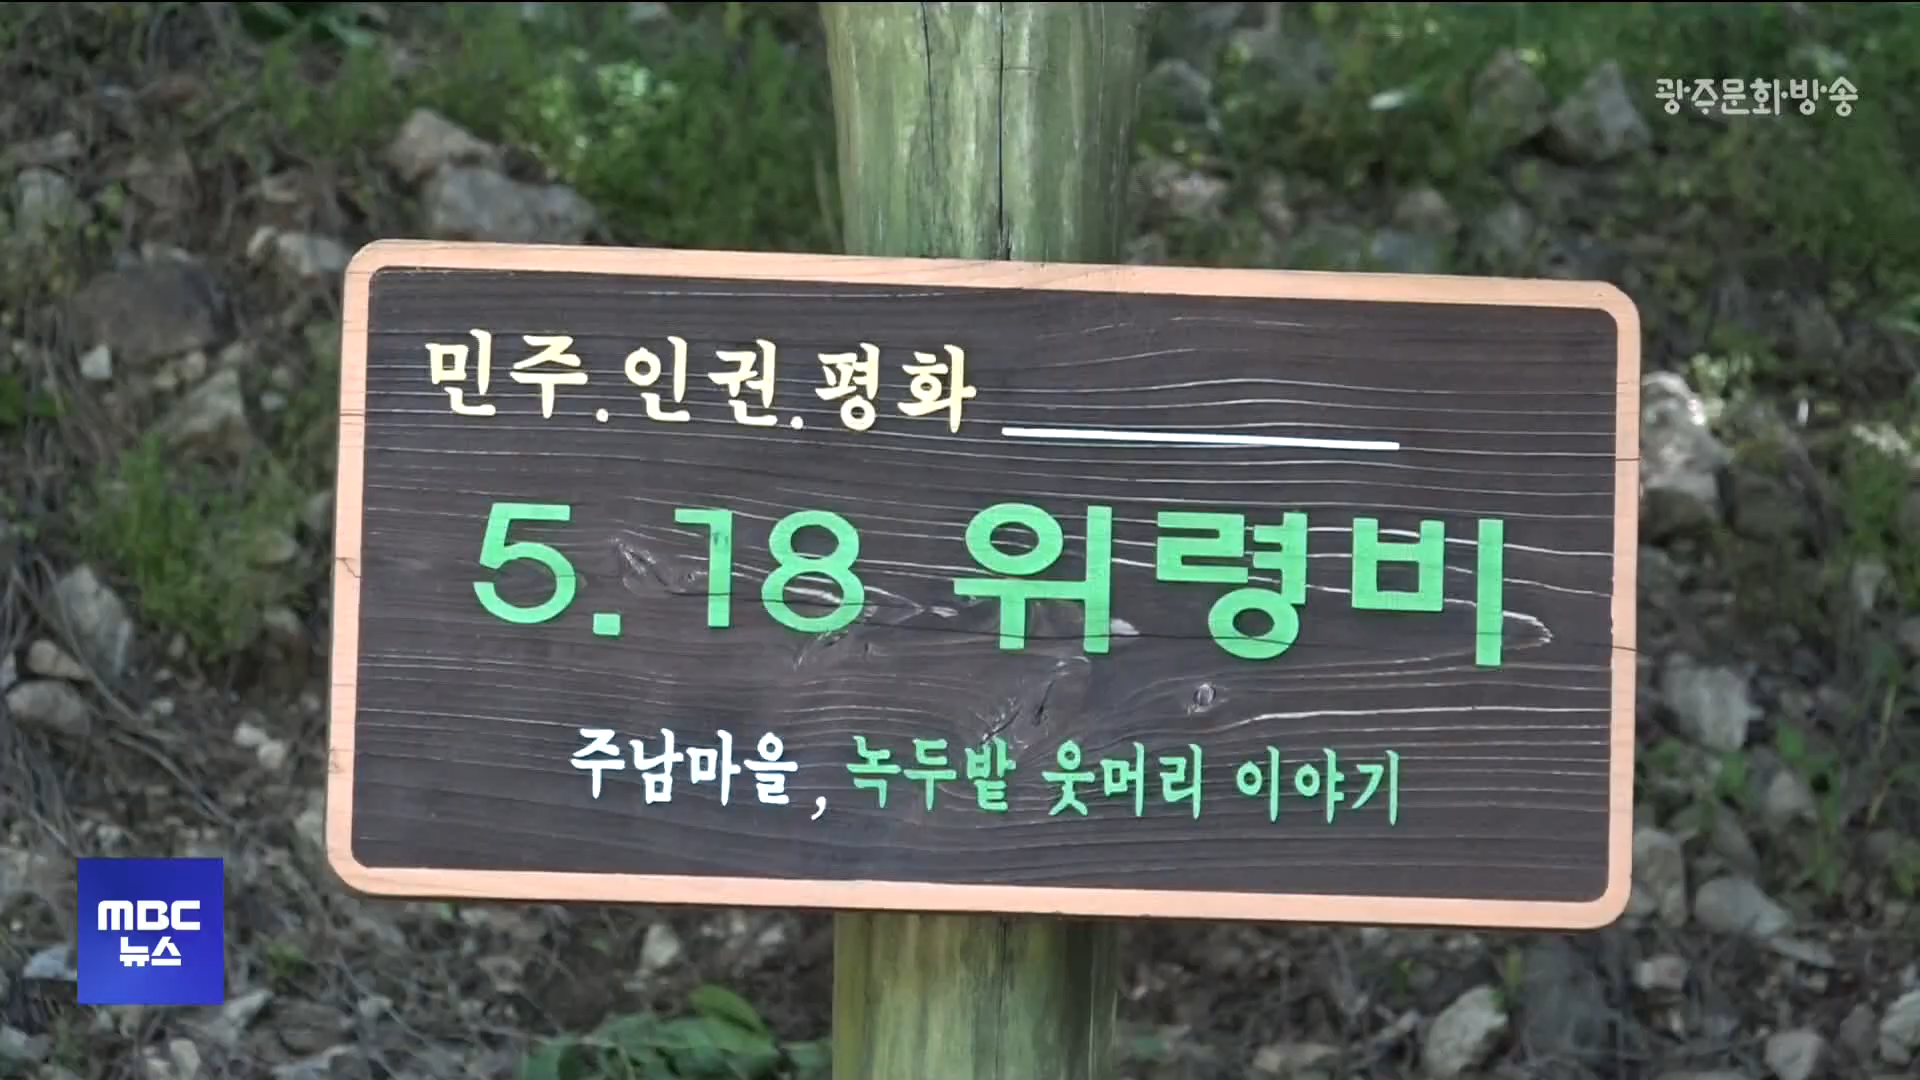 광주문화방송
민주.인권.평화
5.18 위령비
주남마을, 녹두밭 웃머리 이야기
MBC
뉴스